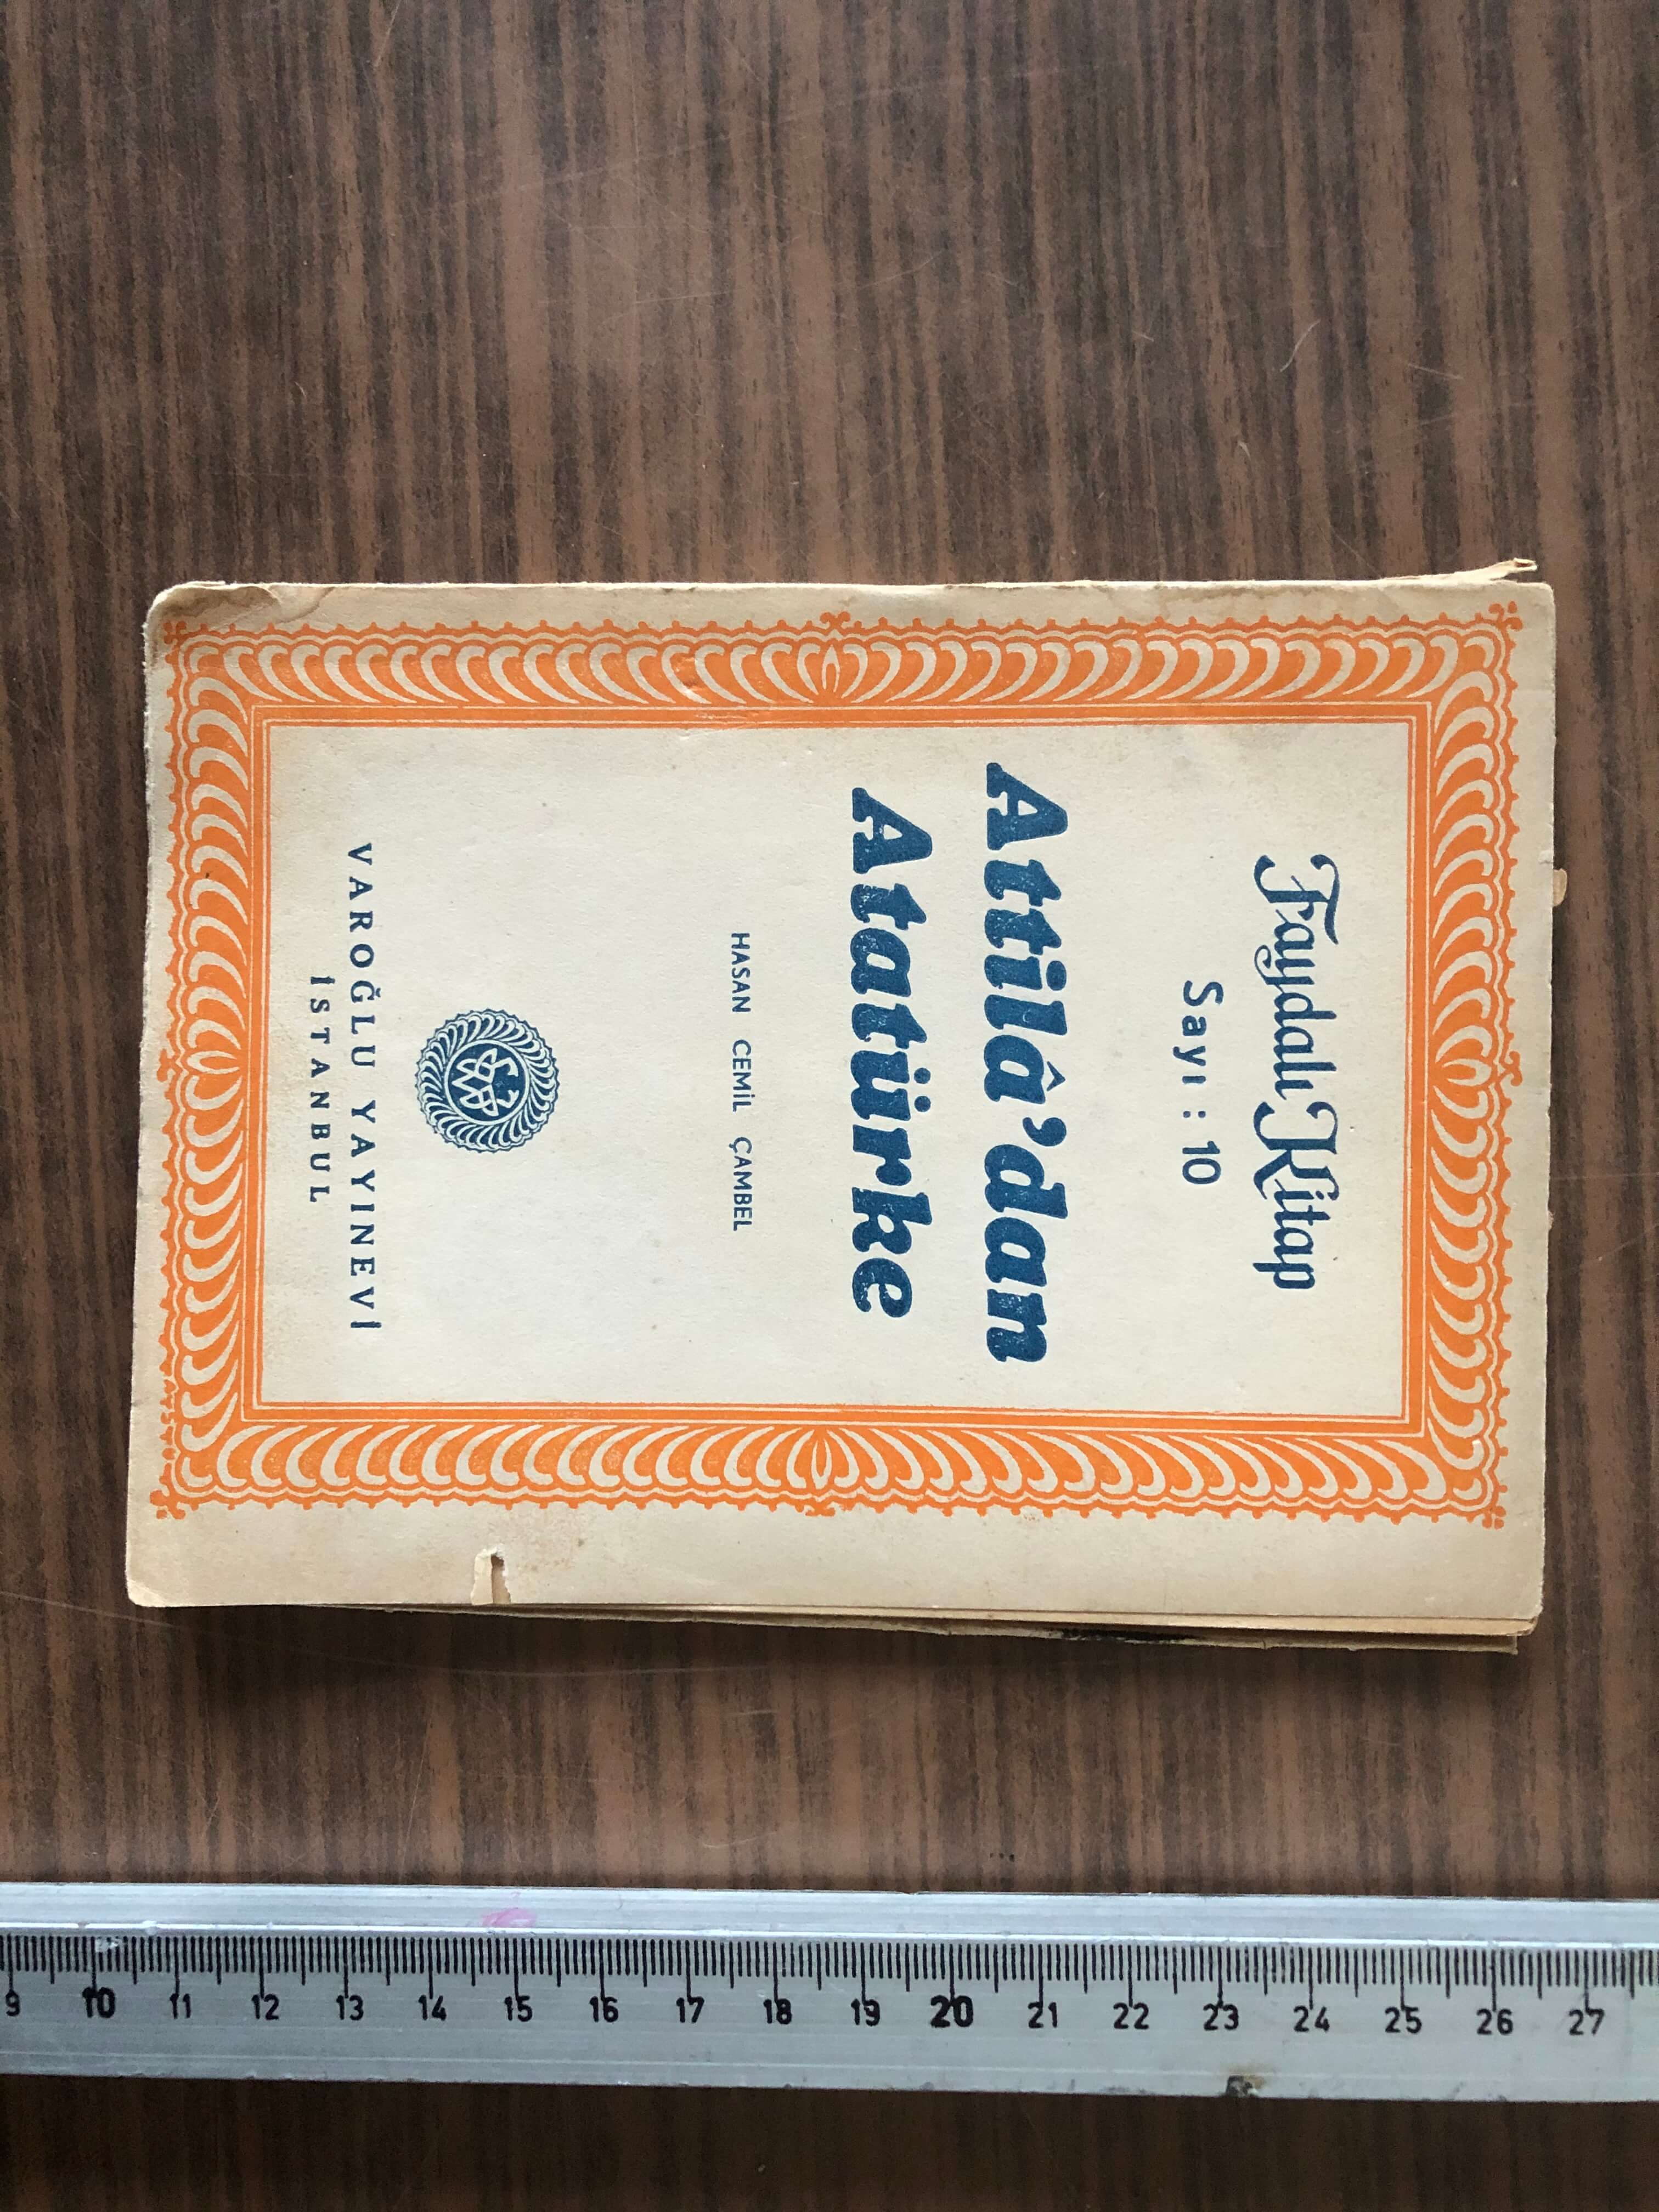 Faydalı Kitap
Sayı : 10
Attilâ'dan
Atatürke
HASAN CEMİL ÇAMBEL
VAROĞLU YAYINEVİ
İSTANBUL
9 10 11 12 13 14 15 16 17 18 19 20 21 22 23 24 25 26 27